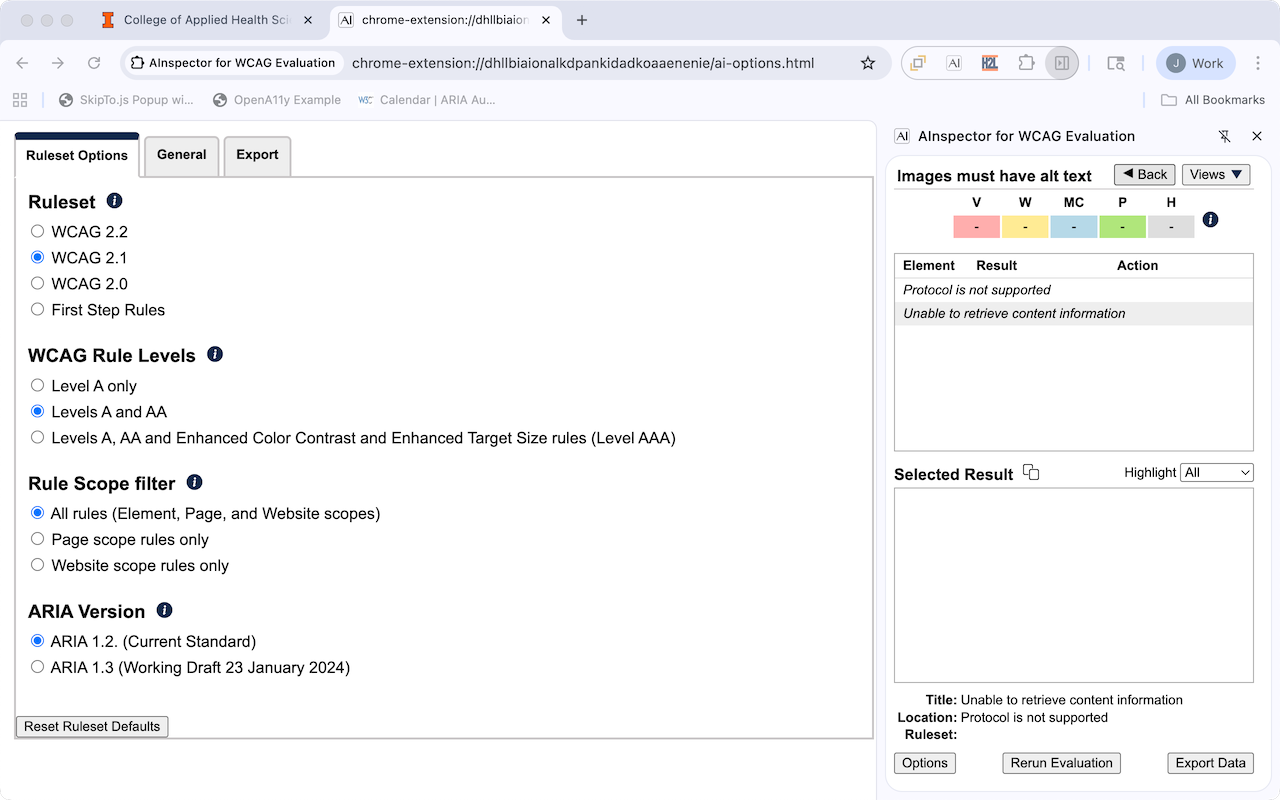 College of Applied Health Sci
AI chrome-extension://dhllbiaion
AInspector for WCAG Evaluation
chrome-extension://dhllbiaionalkdpankidadkoaaenenie/ai-options.html
AI
H2L
J Work
SkipTo.js Popup wi...
OpenA11y Example
W3C Calendar | ARIA Au...
All Bookmarks
Ruleset Options
General
Export
Ruleset i
WCAG 2.2
WCAG 2.1
WCAG 2.0
First Step Rules
WCAG Rule Levels i
Level A only
Levels A and AA
Levels A, AA and Enhanced Color Contrast and Enhanced Target Size rules (Level AAA)
Rule Scope filter i
All rules (Element, Page, and Website scopes)
Page scope rules only
Website scope rules only
ARIA Version i
ARIA 1.2. (Current Standard)
ARIA 1.3 (Working Draft 23 January 2024)
Reset Ruleset Defaults
AI AInspector for WCAG Evaluation
Images must have alt text
◀ Back
Views ▼
V W MC P H
- - - - - i
Element Result Action
Protocol is not supported
Unable to retrieve content information
Selected Result
Highlight All
Title: Unable to retrieve content information
Location: Protocol is not supported
Ruleset:
Options
Rerun Evaluation
Export Data